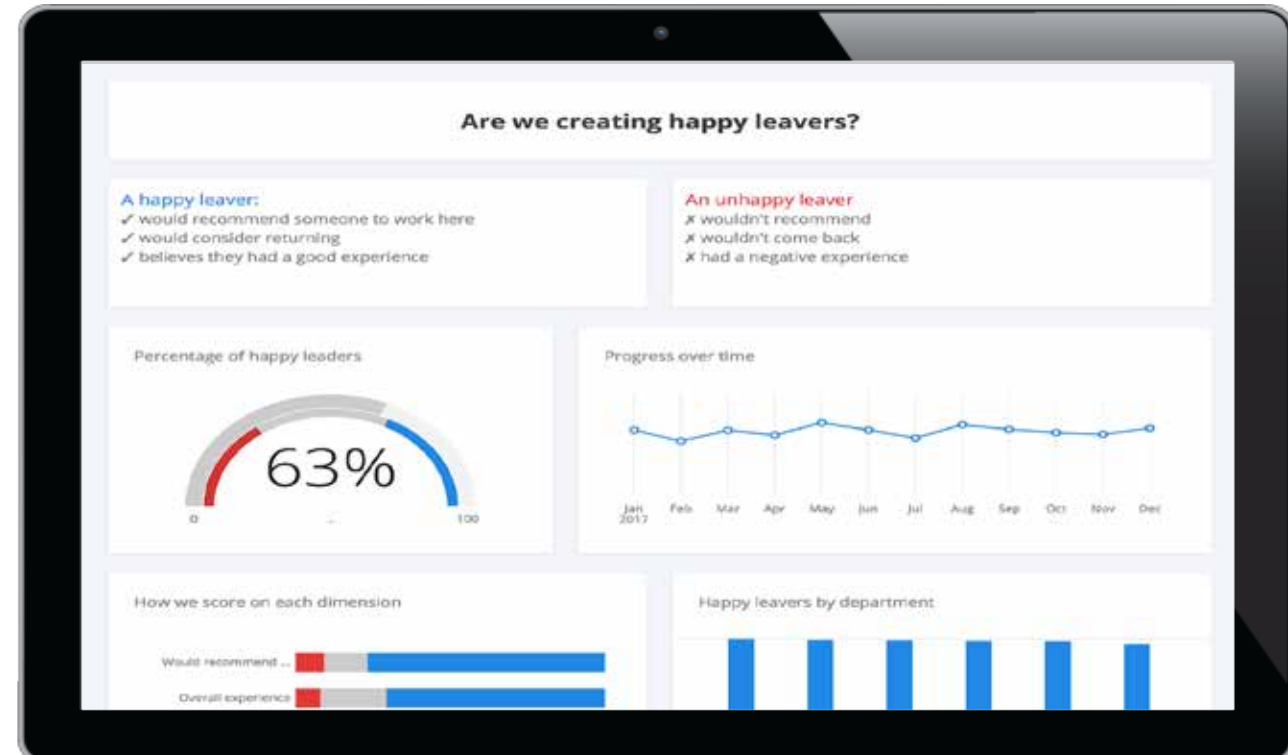 Are we creating happy leavers?
A happy leaver:
✓ would recommend someone to work here
✓ would consider returning
✓ believes they had a good experience
An unhappy leaver
✗ wouldn't recommend
✗ wouldn't come back
✗ had a negative experience
Percentage of happy leaders
63%
0
100
Progress over time
Jan Feb Mar Apr May Jun Jul Aug Sep Oct Nov Dec
2017
How we score on each dimension
Would recommend ...
Overall experience
Happy leavers by department